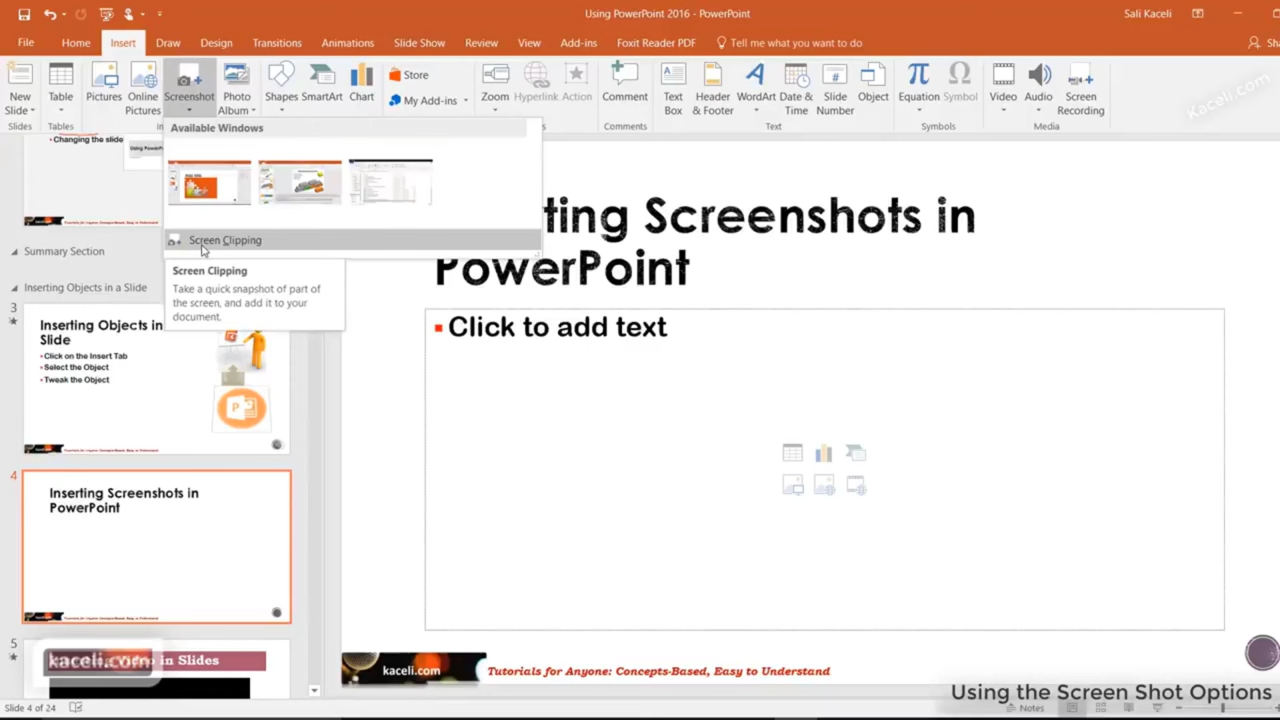 Using PowerPoint 2016 - PowerPoint
Sali Kaceli
File Home Insert Draw Design Transitions Animations Slide Show Review View Add-ins Foxit Reader PDF Tell me what you want to do
New Slide
Table
Pictures
Online Pictures
Screenshot
Photo Album
Shapes
SmartArt
Chart
Store
My Add-ins
Zoom
Hyperlink
Action
Comment
Text Box
Header & Footer
WordArt
Date & Time
Slide Number
Object
Equation
Symbol
Video
Audio
Screen Recording
Kaceli.com
Slides Tables Comments Text Symbols Media
Available Windows
Screen Clipping
Screen Clipping
Take a quick snapshot of part
of the screen, and add it to your
document.
Changing the slide
Summary Section
Inserting Objects in a Slide
3
Inserting Objects in
Slide
Click on the Insert Tab
Select the Object
Tweak the Object
4
Inserting Screenshots in
PowerPoint
5
kaceli.com
Video in Slides
ting Screenshots in
PowerPoint
Click to add text
kaceli.com
Tutorials for Anyone: Concepts-Based, Easy to Understand
Using the Screen Shot Options
Slide 4 of 24
Notes